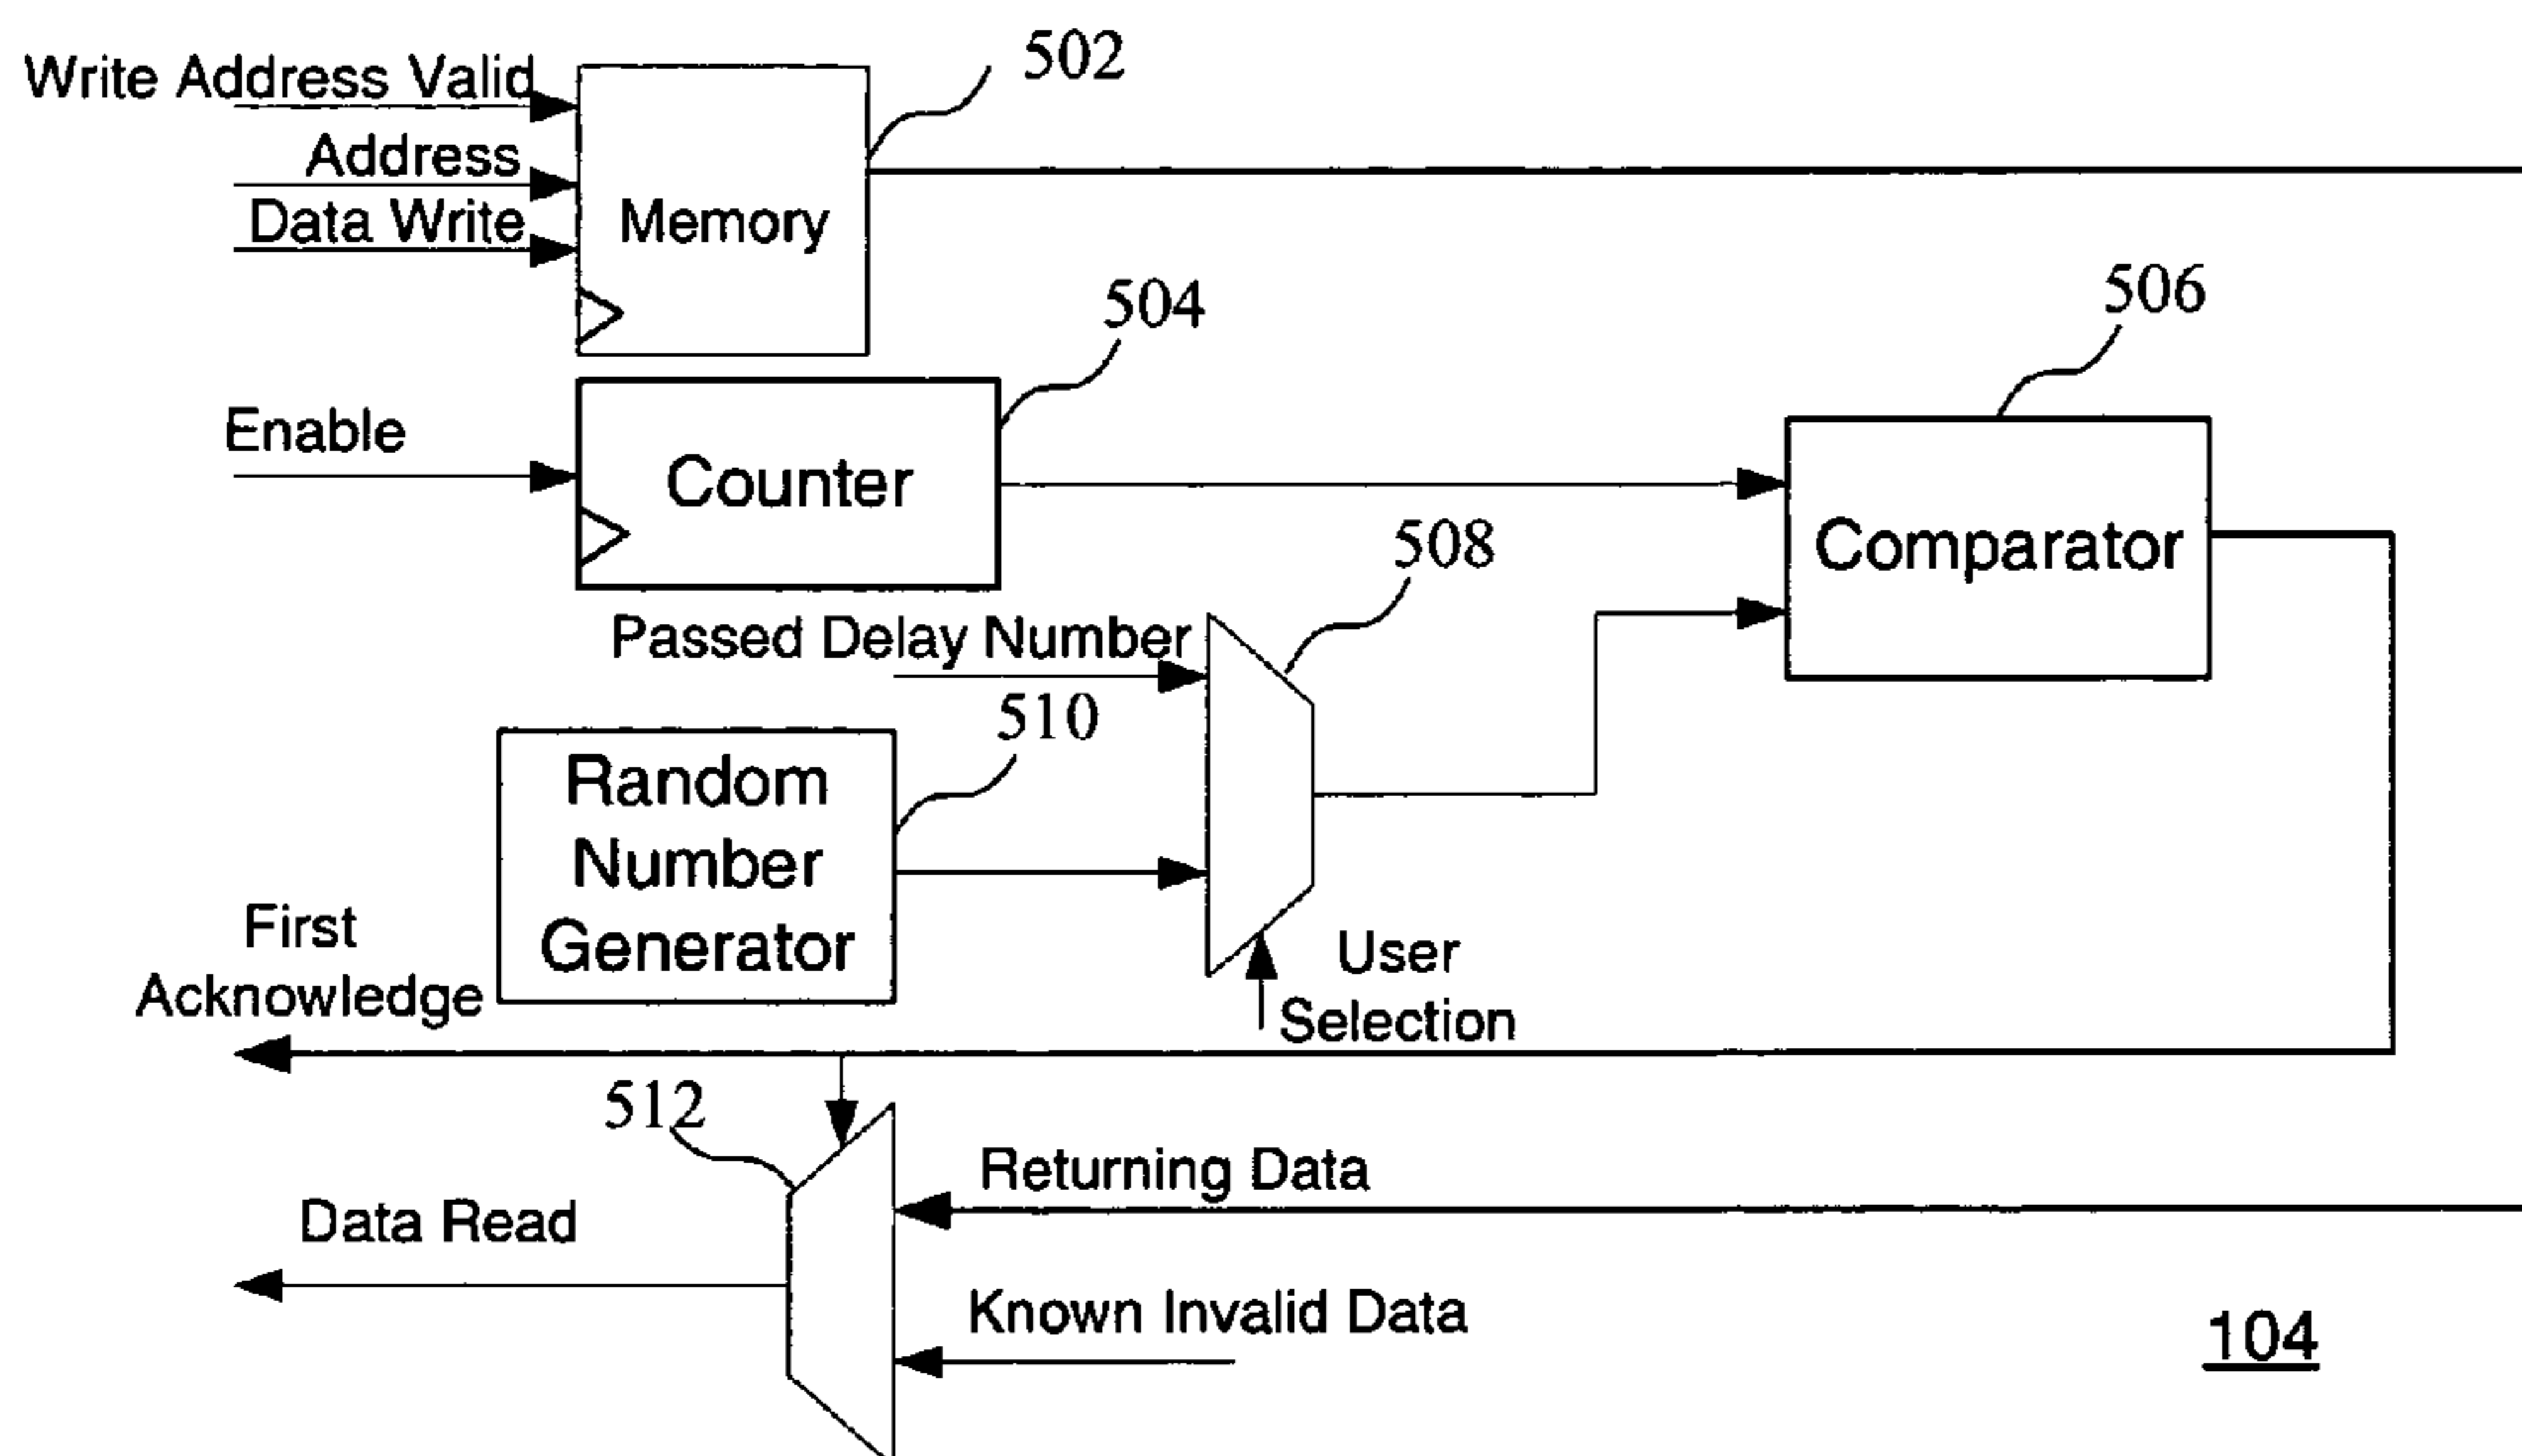 Write Address Valid
502
Address
Data Write
Memory
504
506
Enable
Counter
508
Comparator
Passed Delay Number
510
Random
Number
Generator
First
Acknowledge
User
Selection
512
Returning Data
Data Read
Known Invalid Data
104